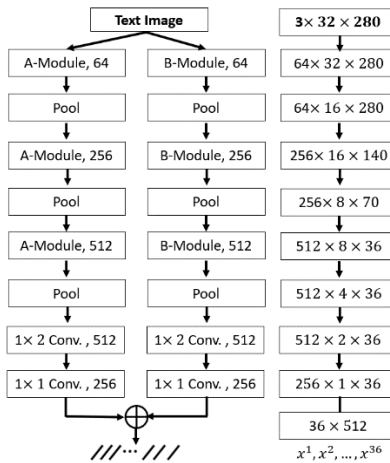 Text Image
3× 32 × 280
A-Module, 64
B-Module, 64
64× 32 × 280
Pool
Pool
64× 16 × 280
A-Module, 256
B-Module, 256
256× 16 × 140
Pool
Pool
256× 8 × 70
A-Module, 512
B-Module, 512
512 × 8 × 36
Pool
Pool
512 × 4 × 36
1× 2 Conv. , 512
1× 2 Conv. , 512
512 × 2 × 36
1× 1 Conv. , 256
1× 1 Conv. , 256
256 × 1 × 36
36 × 512
x¹, x², ..., x³⁶